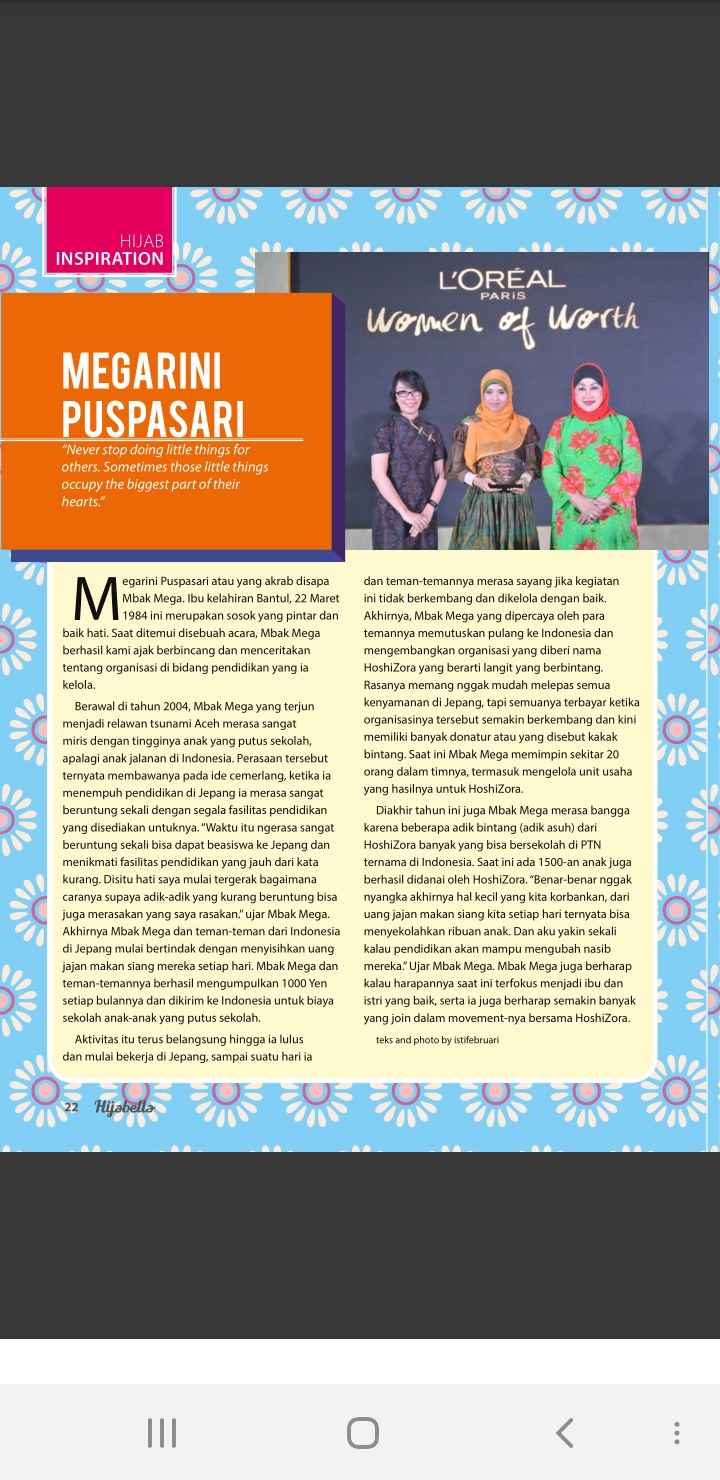 HIJAB
INSPIRATION
L'ORÉAL
PARIS
Women of Worth
MEGARINI
PUSPASARI
“Never stop doing little things for
others. Sometimes those little things
occupy the biggest part of their
hearts.”
Megarini Puspasari atau yang akrab disapa
Mbak Mega. Ibu kelahiran Bantul, 22 Maret
1984 ini merupakan sosok yang pintar dan
baik hati. Saat ditemui disebuah acara, Mbak Mega
berhasil kami ajak berbincang dan menceritakan
tentang organisasi di bidang pendidikan yang ia
kelola.
Berawal di tahun 2004, Mbak Mega yang terjun
menjadi relawan tsunami Aceh merasa sangat
miris dengan tingginya anak yang putus sekolah,
apalagi anak jalanan di Indonesia. Perasaan tersebut
ternyata membawanya pada ide cemerlang, ketika ia
menempuh pendidikan di Jepang ia merasa sangat
beruntung sekali dengan segala fasilitas pendidikan
yang disediakan untuknya. “Waktu itu ngerasa sangat
beruntung sekali bisa dapat beasiswa ke Jepang dan
menikmati fasilitas pendidikan yang jauh dari kata
kurang. Disitu hati saya mulai tergerak bagaimana
caranya supaya adik-adik yang kurang beruntung bisa
juga merasakan yang saya rasakan.” ujar Mbak Mega.
Akhirnya Mbak Mega dan teman-teman dari Indonesia
di Jepang mulai bertindak dengan menyisihkan uang
jajan makan siang mereka setiap hari. Mbak Mega dan
teman-temannya berhasil mengumpulkan 1000 Yen
setiap bulannya dan dikirim ke Indonesia untuk biaya
sekolah anak-anak yang putus sekolah.
Aktivitas itu terus belangsung hingga ia lulus
dan mulai bekerja di Jepang, sampai suatu hari ia
dan teman-temannya merasa sayang jika kegiatan
ini tidak berkembang dan dikelola dengan baik.
Akhirnya, Mbak Mega yang dipercaya oleh para
temannya memutuskan pulang ke Indonesia dan
mengembangkan organisasi yang diberi nama
HoshiZora yang berarti langit yang berbintang.
Rasanya memang nggak mudah melepas semua
kenyamanan di Jepang, tapi semuanya terbayar ketika
organisasinya tersebut semakin berkembang dan kini
memiliki banyak donatur atau yang disebut kakak
bintang. Saat ini Mbak Mega memimpin sekitar 20
orang dalam timnya, termasuk mengelola unit usaha
yang hasilnya untuk HoshiZora.
Diakhir tahun ini juga Mbak Mega merasa bangga
karena beberapa adik bintang (adik asuh) dari
HoshiZora banyak yang bisa bersekolah di PTN
ternama di Indonesia. Saat ini ada 1500-an anak juga
berhasil didanai oleh HoshiZora. “Benar-benar nggak
nyangka akhirnya hal kecil yang kita korbankan, dari
uang jajan makan siang kita setiap hari ternyata bisa
menyekolahkan ribuan anak. Dan aku yakin sekali
kalau pendidikan akan mampu mengubah nasib
mereka.” Ujar Mbak Mega. Mbak Mega juga berharap
kalau harapannya saat ini terfokus menjadi ibu dan
istri yang baik, serta ia juga berharap semakin banyak
yang join dalam movement-nya bersama HoshiZora.
teks and photo by istifebruari
22 Hijabella